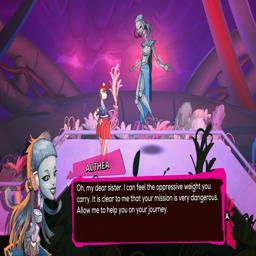 ALTHEA
Oh, my dear sister. I can feel the oppressive weight you
carry. It is clear to me that your mission is very dangerous.
Allow me to help you on your journey.
A